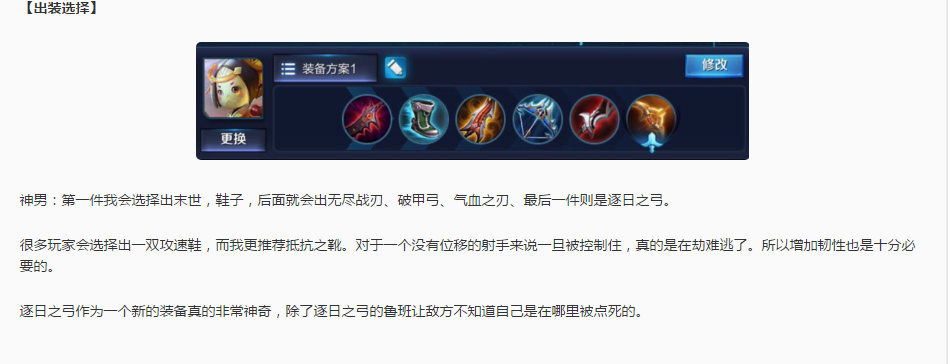 【出装选择】
装备方案1
修改
更换
神男：第一件我会选择出末世，鞋子，后面就会出无尽战刃、破甲弓、气血之刃、最后一件则是逐日之弓。
很多玩家会选择出一双攻速鞋，而我更推荐抵抗之靴。对于一个没有位移的射手来说一旦被控制住，真的是在劫难逃了。所以增加韧性也是十分必
要的。
逐日之弓作为一个新的装备真的非常神奇，除了逐日之弓的鲁班让敌方不知道自己是在哪里被点死的。